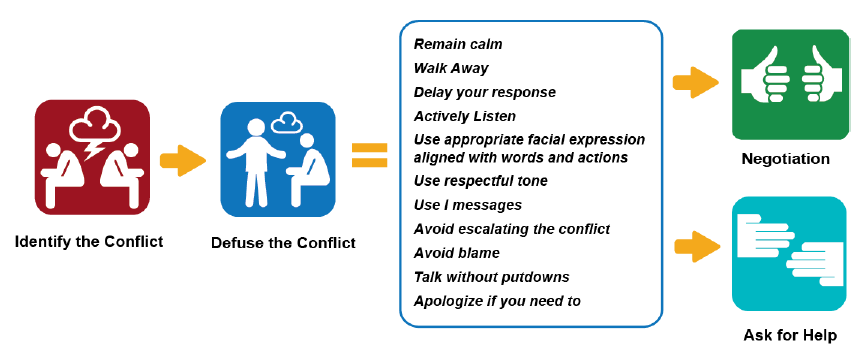 Identify the Conflict
Defuse the Conflict
Remain calm
Walk Away
Delay your response
Actively Listen
Use appropriate facial expression
aligned with words and actions
Use respectful tone
Use I messages
Avoid escalating the conflict
Avoid blame
Talk without putdowns
Apologize if you need to
Negotiation
Ask for Help